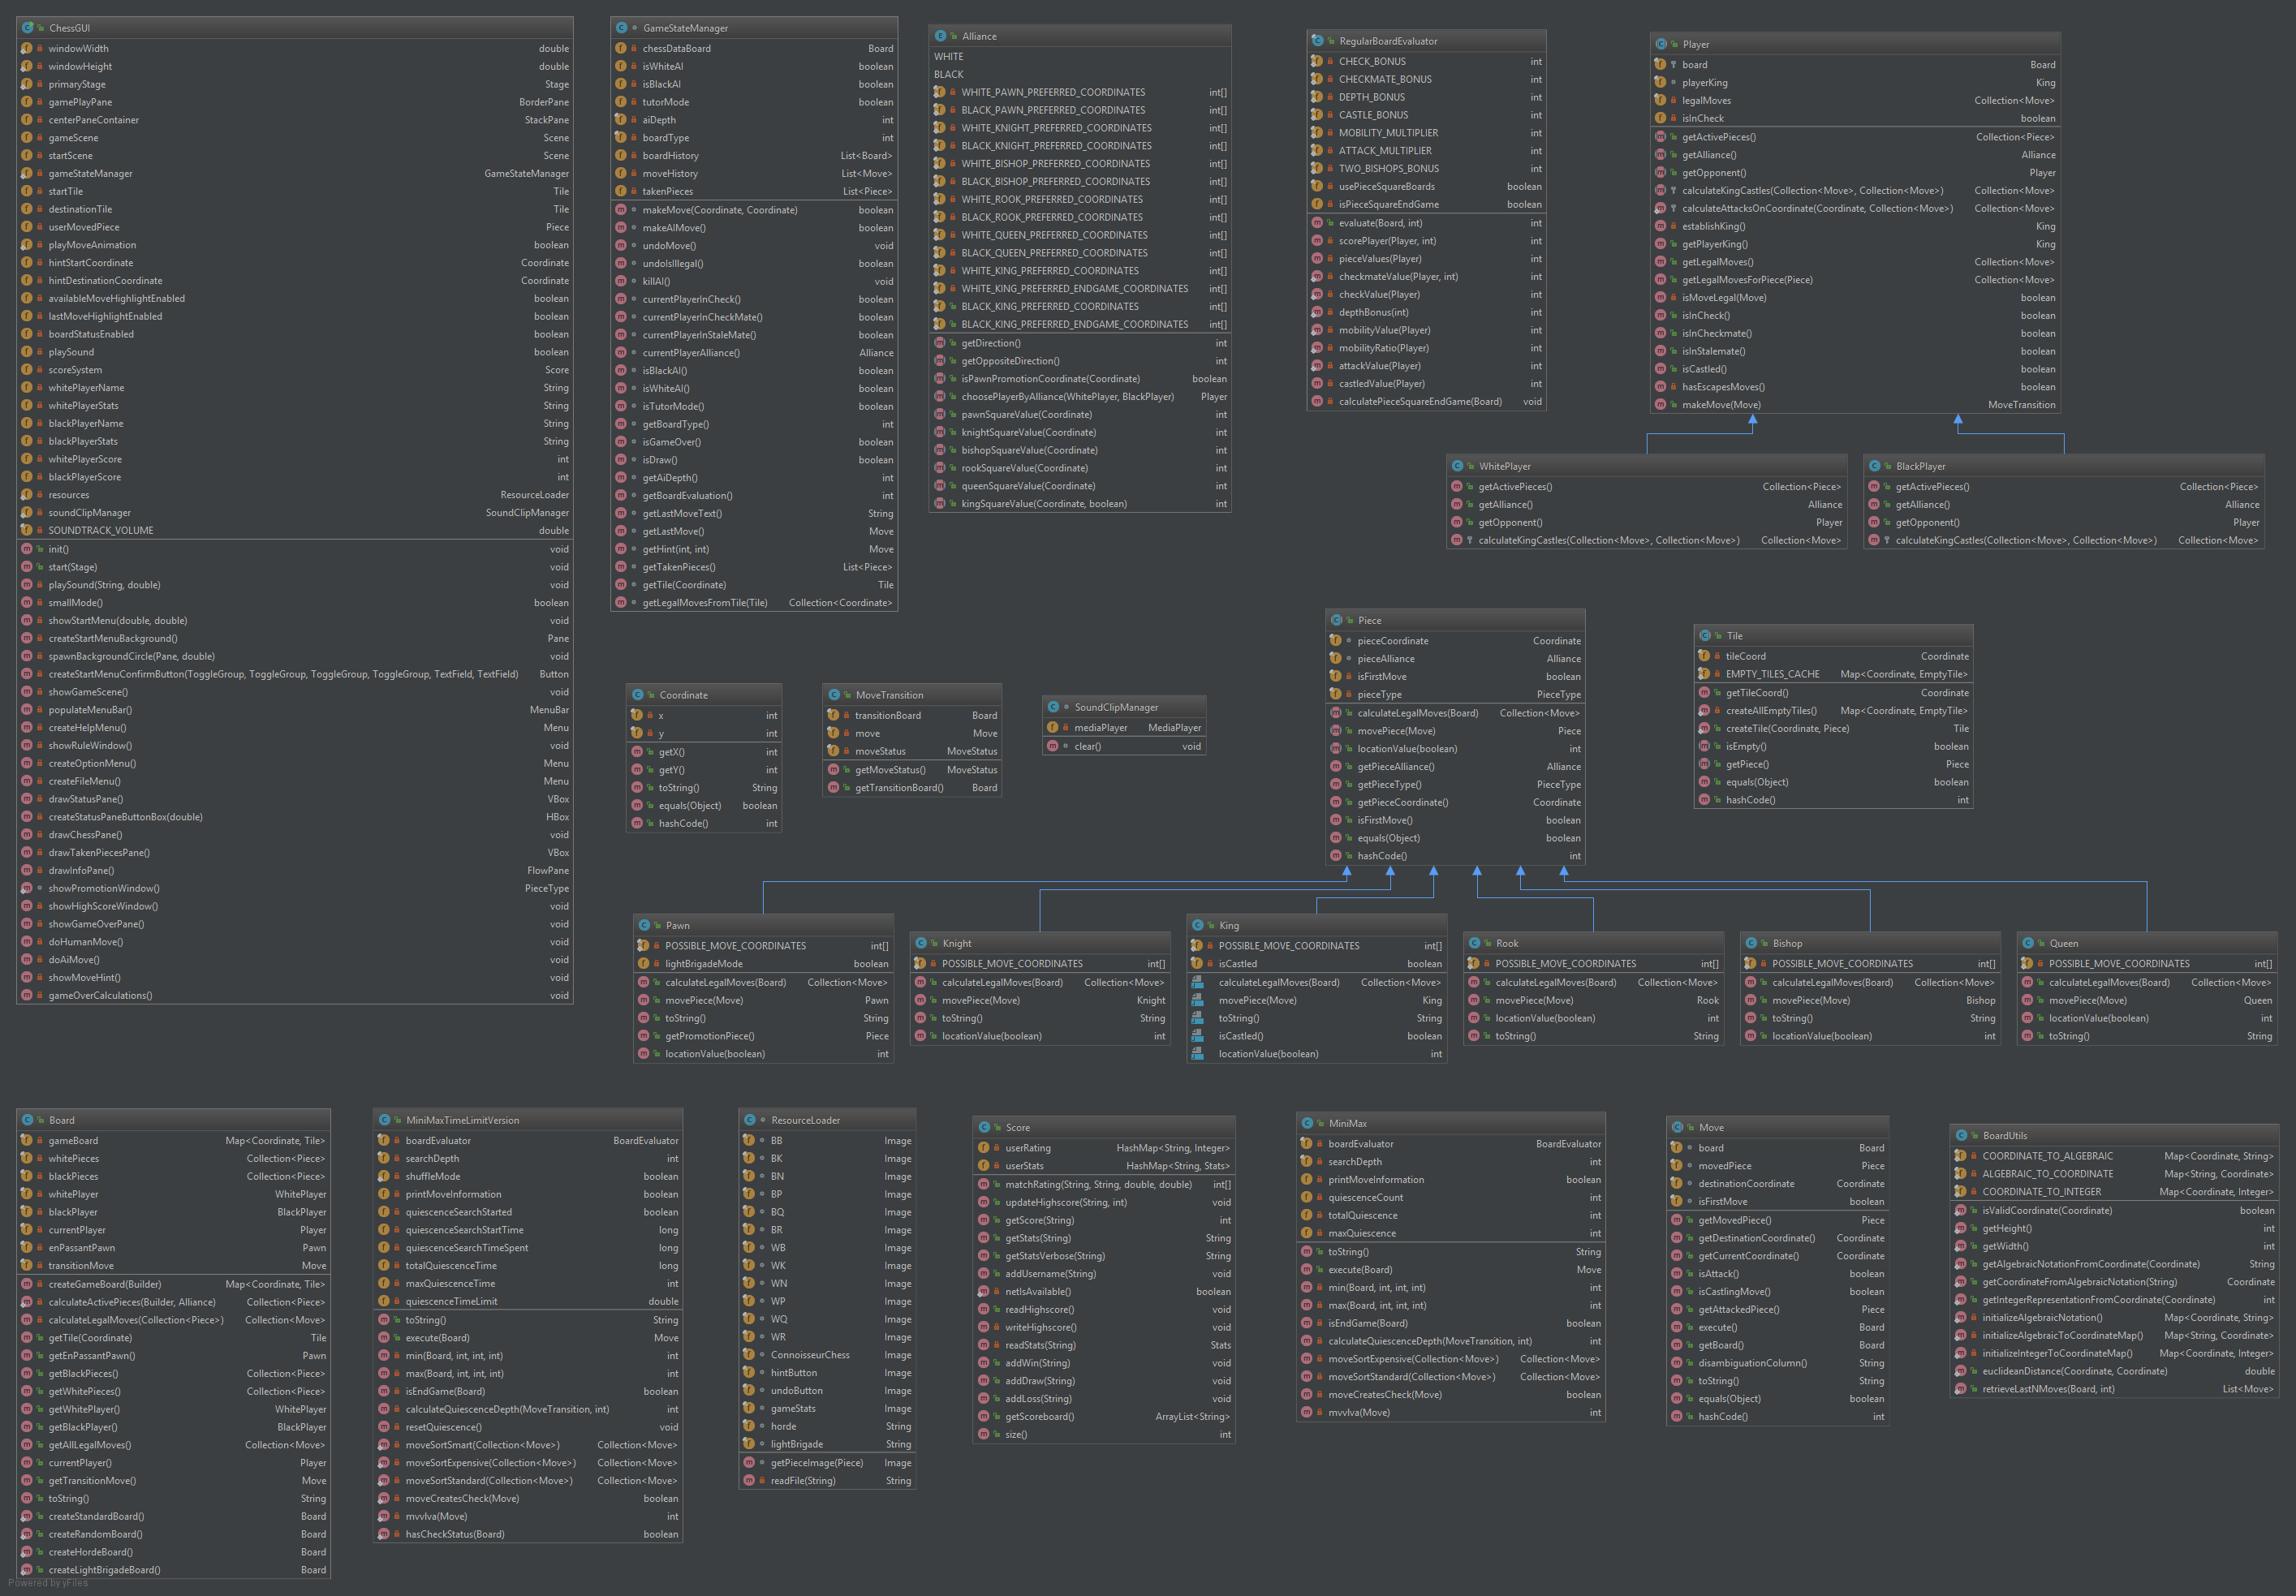 ChessGUI
windowWidth double
windowHeight double
primaryStage Stage
gamePlayPane BorderPane
centerPaneContainer StackPane
gameScene Scene
startScene Scene
gameStateManager GameStateManager
startTile Tile
destinationTile Tile
userMovedPiece Piece
playMoveAnimation boolean
hintStartCoordinate Coordinate
hintDestinationCoordinate Coordinate
availableMoveHighlightEnabled boolean
lastMoveHighlightEnabled boolean
boardStatusEnabled boolean
playSound boolean
scoreSystem Score
whitePlayerName String
whitePlayerStats String
blackPlayerName String
blackPlayerStats String
whitePlayerScore int
blackPlayerScore int
resources ResourceLoader
soundClipManager SoundClipManager
SOUNDTRACK_VOLUME double
init() void
start(Stage) void
playSound(String, double) void
smallMode() boolean
showStartMenu(double, double) void
createStartMenuBackground() Pane
spawnBackgroundCircle(Pane, double) void
createStartMenuConfirmButton(ToggleGroup, ToggleGroup, ToggleGroup, ToggleGroup, TextField, TextField) Button
showGameScene() void
populateMenuBar() MenuBar
createHelpMenu() Menu
showRuleWindow() void
createOptionMenu() Menu
createFileMenu() Menu
drawStatusPane() VBox
createStatusPaneButtonBox(double) HBox
drawChessPane() void
drawTakenPiecesPane() VBox
drawInfoPane() FlowPane
showPromotionWindow() PieceType
showHighScoreWindow() void
showGameOverPane() void
doHumanMove() void
doAiMove() void
showMoveHint() void
gameOverCalculations() void
GameStateManager
chessDataBoard Board
isWhiteAI boolean
isBlackAI boolean
tutorMode boolean
aiDepth int
boardType int
boardHistory List<Board>
moveHistory List<Move>
takenPieces List<Piece>
makeMove(Coordinate, Coordinate) boolean
makeAIMove() boolean
undoMove() void
undoIsIllegal() boolean
killAI() void
currentPlayerInCheck() boolean
currentPlayerInCheckMate() boolean
currentPlayerInStaleMate() boolean
currentPlayerAlliance() Alliance
isBlackAI() boolean
isWhiteAI() boolean
isTutorMode() boolean
getBoardType() int
isGameOver() boolean
isDraw() boolean
getAiDepth() int
getBoardEvaluation() int
getLastMoveText() String
getLastMove() Move
getHint(int, int) Move
getTakenPieces() List<Piece>
getTile(Coordinate) Tile
getLegalMovesFromTile(Tile) Collection<Coordinate>
Alliance
WHITE
BLACK
WHITE_PAWN_PREFERRED_COORDINATES int[]
BLACK_PAWN_PREFERRED_COORDINATES int[]
WHITE_KNIGHT_PREFERRED_COORDINATES int[]
BLACK_KNIGHT_PREFERRED_COORDINATES int[]
WHITE_BISHOP_PREFERRED_COORDINATES int[]
BLACK_BISHOP_PREFERRED_COORDINATES int[]
WHITE_ROOK_PREFERRED_COORDINATES int[]
BLACK_ROOK_PREFERRED_COORDINATES int[]
WHITE_QUEEN_PREFERRED_COORDINATES int[]
BLACK_QUEEN_PREFERRED_COORDINATES int[]
WHITE_KING_PREFERRED_COORDINATES int[]
WHITE_KING_PREFERRED_ENDGAME_COORDINATES int[]
BLACK_KING_PREFERRED_COORDINATES int[]
BLACK_KING_PREFERRED_ENDGAME_COORDINATES int[]
getDirection() int
getOppositeDirection() int
isPawnPromotionCoordinate(Coordinate) boolean
choosePlayerByAlliance(WhitePlayer, BlackPlayer) Player
pawnSquareValue(Coordinate) int
knightSquareValue(Coordinate) int
bishopSquareValue(Coordinate) int
rookSquareValue(Coordinate) int
queenSquareValue(Coordinate) int
kingSquareValue(Coordinate, boolean) int
RegularBoardEvaluator
CHECK_BONUS int
CHECKMATE_BONUS int
DEPTH_BONUS int
CASTLE_BONUS int
MOBILITY_MULTIPLIER int
ATTACK_MULTIPLIER int
TWO_BISHOPS_BONUS int
usePieceSquareBoards boolean
isPieceSquareEndGame boolean
evaluate(Board, int) int
scorePlayer(Player, int) int
pieceValues(Player) int
checkmateValue(Player, int) int
checkValue(Player) int
depthBonus(int) int
mobilityValue(Player) int
mobilityRatio(Player) int
attackValue(Player) int
castledValue(Player) int
calculatePieceSquareEndGame(Board) void
Player
board Board
playerKing King
legalMoves Collection<Move>
isInCheck boolean
getActivePieces() Collection<Piece>
getAlliance() Alliance
getOpponent() Player
calculateKingCastles(Collection<Move>, Collection<Move>) Collection<Move>
calculateAttacksOnCoordinate(Coordinate, Collection<Move>) Collection<Move>
establishKing() King
getPlayerKing() King
getLegalMoves() Collection<Move>
getLegalMovesForPiece(Piece) Collection<Move>
isMoveLegal(Move) boolean
isInCheck() boolean
isInCheckmate() boolean
isInStalemate() boolean
isCastled() boolean
hasEscapesMoves() boolean
makeMove(Move) MoveTransition
WhitePlayer
getActivePieces() Collection<Piece>
getAlliance() Alliance
getOpponent() Player
calculateKingCastles(Collection<Move>, Collection<Move>) Collection<Move>
BlackPlayer
getActivePieces() Collection<Piece>
getAlliance() Alliance
getOpponent() Player
calculateKingCastles(Collection<Move>, Collection<Move>) Collection<Move>
Coordinate
x int
y int
getX() int
getY() int
toString() String
equals(Object) boolean
hashCode() int
MoveTransition
transitionBoard Board
move Move
moveStatus MoveStatus
getMoveStatus() MoveStatus
getTransitionBoard() Board
SoundClipManager
mediaPlayer MediaPlayer
clear() void
Piece
pieceCoordinate Coordinate
pieceAlliance Alliance
isFirstMove boolean
pieceType PieceType
calculateLegalMoves(Board) Collection<Move>
movePiece(Move) Piece
locationValue(boolean) int
getPieceAlliance() Alliance
getPieceType() PieceType
getPieceCoordinate() Coordinate
isFirstMove() boolean
equals(Object) boolean
hashCode() int
Tile
tileCoord Coordinate
EMPTY_TILES_CACHE Map<Coordinate, EmptyTile>
getTileCoord() Coordinate
createAllEmptyTiles() Map<Coordinate, EmptyTile>
createTile(Coordinate, Piece) Tile
isEmpty() boolean
getPiece() Piece
equals(Object) boolean
hashCode() int
Pawn
POSSIBLE_MOVE_COORDINATES int[]
lightBrigadeMode boolean
calculateLegalMoves(Board) Collection<Move>
movePiece(Move) Pawn
toString() String
getPromotionPiece() Piece
locationValue(boolean) int
Knight
POSSIBLE_MOVE_COORDINATES int[]
calculateLegalMoves(Board) Collection<Move>
movePiece(Move) Knight
toString() String
locationValue(boolean) int
King
POSSIBLE_MOVE_COORDINATES int[]
isCastled boolean
calculateLegalMoves(Board) Collection<Move>
movePiece(Move) King
toString() String
isCastled() boolean
locationValue(boolean) int
Rook
POSSIBLE_MOVE_COORDINATES int[]
calculateLegalMoves(Board) Collection<Move>
movePiece(Move) Rook
locationValue(boolean) int
toString() String
Bishop
POSSIBLE_MOVE_COORDINATES int[]
calculateLegalMoves(Board) Collection<Move>
movePiece(Move) Bishop
toString() String
locationValue(boolean) int
Queen
POSSIBLE_MOVE_COORDINATES int[]
calculateLegalMoves(Board) Collection<Move>
movePiece(Move) Queen
locationValue(boolean) int
toString() String
Board
gameBoard Map<Coordinate, Tile>
whitePieces Collection<Piece>
blackPieces Collection<Piece>
whitePlayer WhitePlayer
blackPlayer BlackPlayer
currentPlayer Player
enPassantPawn Pawn
transitionMove Move
createGameBoard(Builder) Map<Coordinate, Tile>
calculateActivePieces(Builder, Alliance) Collection<Piece>
calculateLegalMoves(Collection<Piece>) Collection<Move>
getTile(Coordinate) Tile
getEnPassantPawn() Pawn
getBlackPieces() Collection<Piece>
getWhitePieces() Collection<Piece>
getWhitePlayer() WhitePlayer
getBlackPlayer() BlackPlayer
getAllLegalMoves() Collection<Move>
currentPlayer() Player
getTransitionMove() Move
toString() String
createStandardBoard() Board
createRandomBoard() Board
createHordeBoard() Board
createLightBrigadeBoard() Board
MiniMaxTimeLimitVersion
boardEvaluator BoardEvaluator
searchDepth int
shuffleMode boolean
printMoveInformation boolean
quiescenceSearchStarted boolean
quiescenceSearchStartTime long
quiescenceSearchTimeSpent long
totalQuiescenceTime long
maxQuiescenceTime int
quiescenceTimeLimit double
toString() String
execute(Board) Move
min(Board, int, int, int) int
max(Board, int, int, int) int
isEndGame(Board) boolean
calculateQuiescenceDepth(MoveTransition, int) int
resetQuiescence() void
moveSortSmart(Collection<Move>) Collection<Move>
moveSortExpensive(Collection<Move>) Collection<Move>
moveSortStandard(Collection<Move>) Collection<Move>
moveCreatesCheck(Move) boolean
mvvlva(Move) int
hasCheckStatus(Board) boolean
ResourceLoader
BB Image
BK Image
BN Image
BP Image
BQ Image
BR Image
WB Image
WK Image
WN Image
WP Image
WQ Image
WR Image
ConnoisseurChess Image
hintButton Image
undoButton Image
gameStats Image
horde String
lightBrigade String
getPieceImage(Piece) Image
readFile(String) String
Score
userRating HashMap<String, Integer>
userStats HashMap<String, Stats>
matchRating(String, String, double, double) int[]
updateHighscore(String, int) void
getScore(String) int
getStats(String) String
getStatsVerbose(String) String
addUsername(String) void
netIsAvailable() boolean
readHighscore() void
writeHighscore() void
readStats(String) Stats
addWin(String) void
addDraw(String) void
addLoss(String) void
getScoreboard() ArrayList<String>
size() int
MiniMax
boardEvaluator BoardEvaluator
searchDepth int
printMoveInformation boolean
quiescenceCount int
totalQuiescence int
maxQuiescence int
toString() String
execute(Board) Move
min(Board, int, int, int) int
max(Board, int, int, int) int
isEndGame(Board) boolean
calculateQuiescenceDepth(MoveTransition, int) int
moveSortExpensive(Collection<Move>) Collection<Move>
moveSortStandard(Collection<Move>) Collection<Move>
moveCreatesCheck(Move) boolean
mvvlva(Move) int
Move
board Board
movedPiece Piece
destinationCoordinate Coordinate
isFirstMove boolean
getMovedPiece() Piece
getDestinationCoordinate() Coordinate
getCurrentCoordinate() Coordinate
isAttack() boolean
isCastlingMove() boolean
getAttackedPiece() Piece
execute() Board
getBoard() Board
disambiguationColumn() String
toString() String
equals(Object) boolean
hashCode() int
BoardUtils
COORDINATE_TO_ALGEBRAIC Map<Coordinate, String>
ALGEBRAIC_TO_COORDINATE Map<String, Coordinate>
COORDINATE_TO_INTEGER Map<Coordinate, Integer>
isValidCoordinate(Coordinate) boolean
getHeight() int
getWidth() int
getAlgebraicNotationFromCoordinate(Coordinate) String
getCoordinateFromAlgebraicNotation(String) Coordinate
getIntegerRepresentationFromCoordinate(Coordinate) int
initializeAlgebraicNotation() Map<Coordinate, String>
initializeAlgebraicToCoordinateMap() Map<String, Coordinate>
initializeIntegerToCoordinateMap() Map<Coordinate, Integer>
euclideanDistance(Coordinate, Coordinate) double
retrieveLastNMoves(Board, int) List<Move>
Powered by yFiles